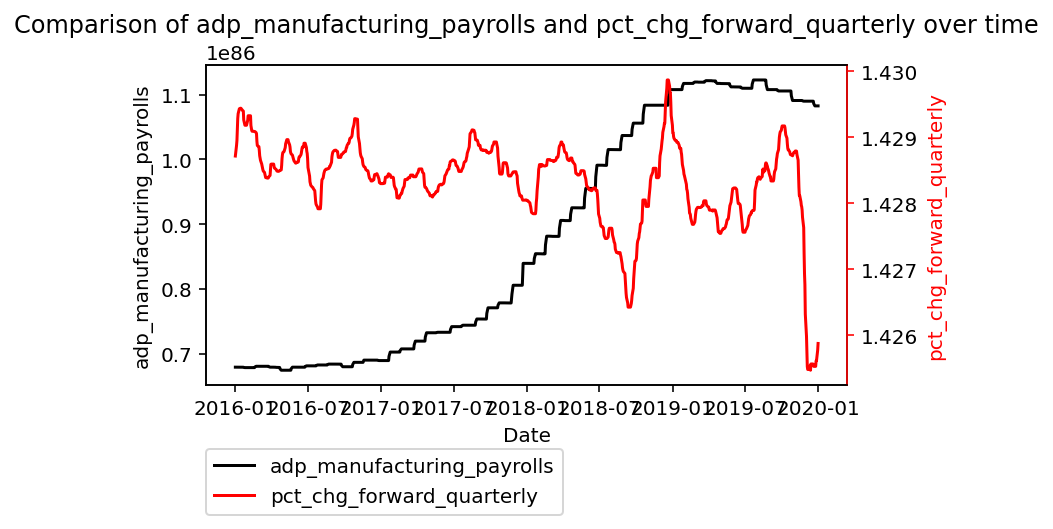 Comparison of adp_manufacturing_payrolls and pct_chg_forward_quarterly over time
1e86
1.1
1.0
0.9
0.8
0.7
adp_manufacturing_payrolls
1.430
1.429
1.428
1.427
1.426
pct_chg_forward_quarterly
2016-01 2016-07 2017-01 2017-07 2018-01 2018-07 2019-01 2019-07 2020-01
Date
adp_manufacturing_payrolls
pct_chg_forward_quarterly